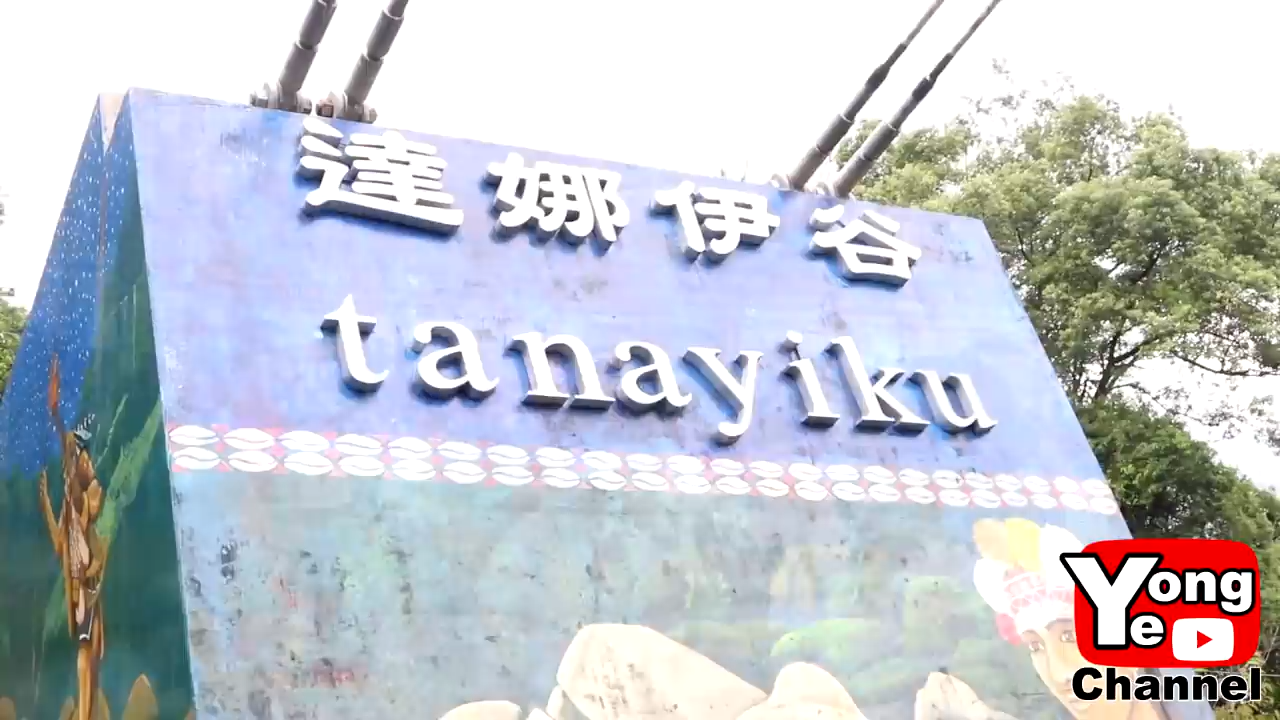 達娜伊谷
tanayiku
Yong
Ye
Channel